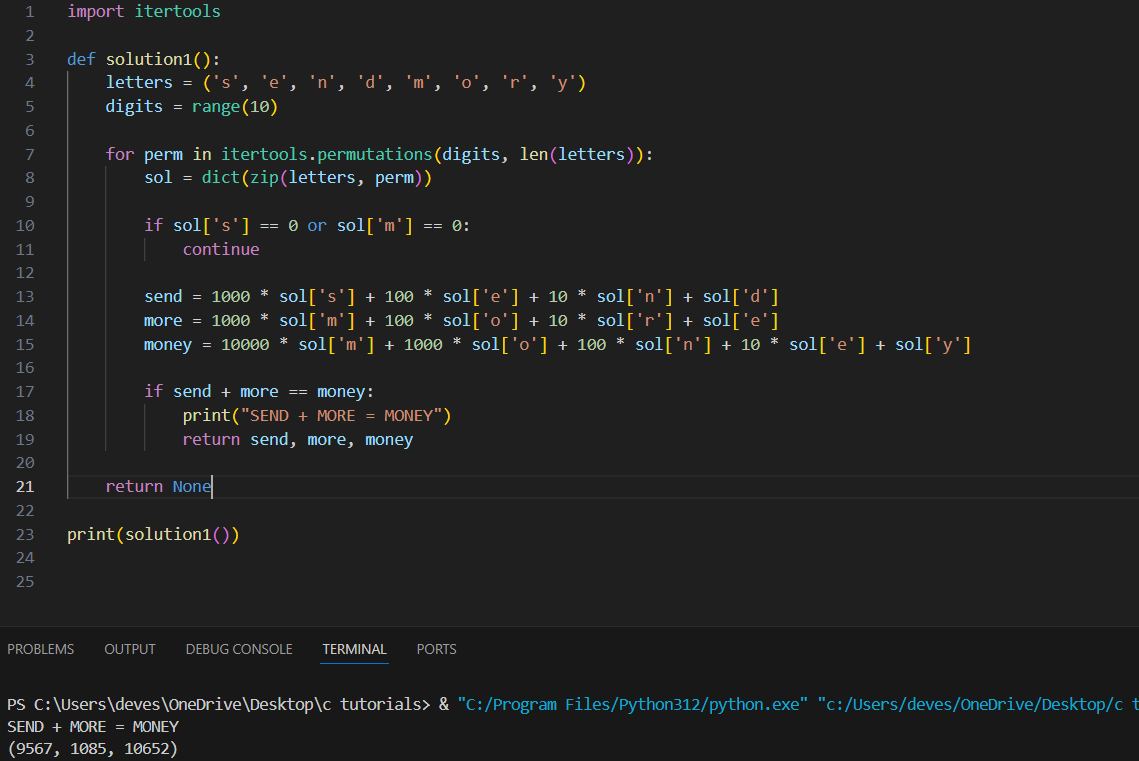 1 import itertools
2
3 def solution1():
4     letters = ('s', 'e', 'n', 'd', 'm', 'o', 'r', 'y')
5     digits = range(10)
6
7     for perm in itertools.permutations(digits, len(letters)):
8         sol = dict(zip(letters, perm))
9
10         if sol['s'] == 0 or sol['m'] == 0:
11             continue
12
13         send = 1000 * sol['s'] + 100 * sol['e'] + 10 * sol['n'] + sol['d']
14         more = 1000 * sol['m'] + 100 * sol['o'] + 10 * sol['r'] + sol['e']
15         money = 10000 * sol['m'] + 1000 * sol['o'] + 100 * sol['n'] + 10 * sol['e'] + sol['y']
16
17         if send + more == money:
18             print("SEND + MORE = MONEY")
19             return send, more, money
20
21     return None
22
23 print(solution1())
24
25
PROBLEMS OUTPUT DEBUG CONSOLE TERMINAL PORTS
PS C:\Users\deves\OneDrive\Desktop\c tutorials> & "C:/Program Files/Python312/python.exe" "c:/Users/deves/OneDrive/Desktop/c t
SEND + MORE = MONEY
(9567, 1085, 10652)